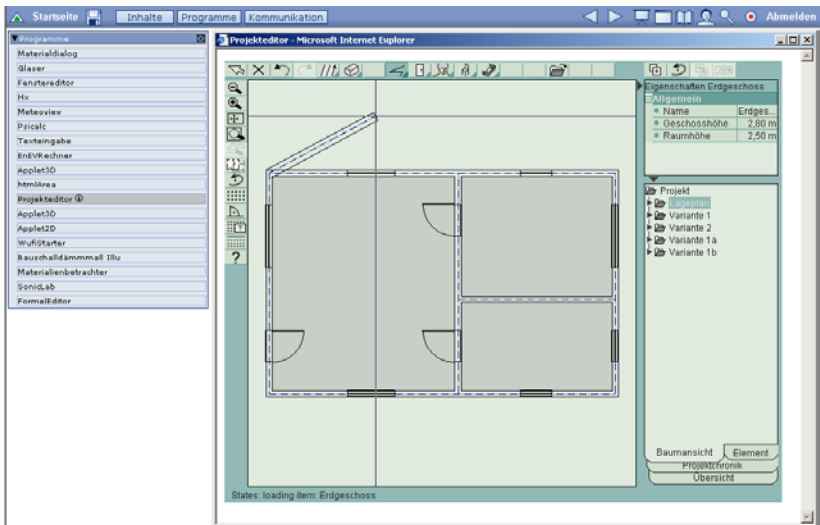 Startseite Inhalte Programme Kommunikation Abmelden
Programme
Materialdialog
Glaser
Fenstereditor
Hx
Meteoview
Psicalc
Texteingabe
EnEVRechner
Applet3D
htmlArea
Projekteditor
Applet3D
Applet2D
WufiStarter
Bauschalldämmmaß Illu
Materialienbetrachter
SonicLab
FormelEditor
Projekteditor - Microsoft Internet Explorer
Eigenschaften Erdgeschoss
Allgemein
Name Erdges...
Geschosshöhe 2,80 m
Raumhöhe 2,50 m
Projekt
Lageplan
Variante 1
Variante 2
Variante 1a
Variante 1b
Baumansicht Element
Projektchronik
Übersicht
States: loading item: Erdgeschoss